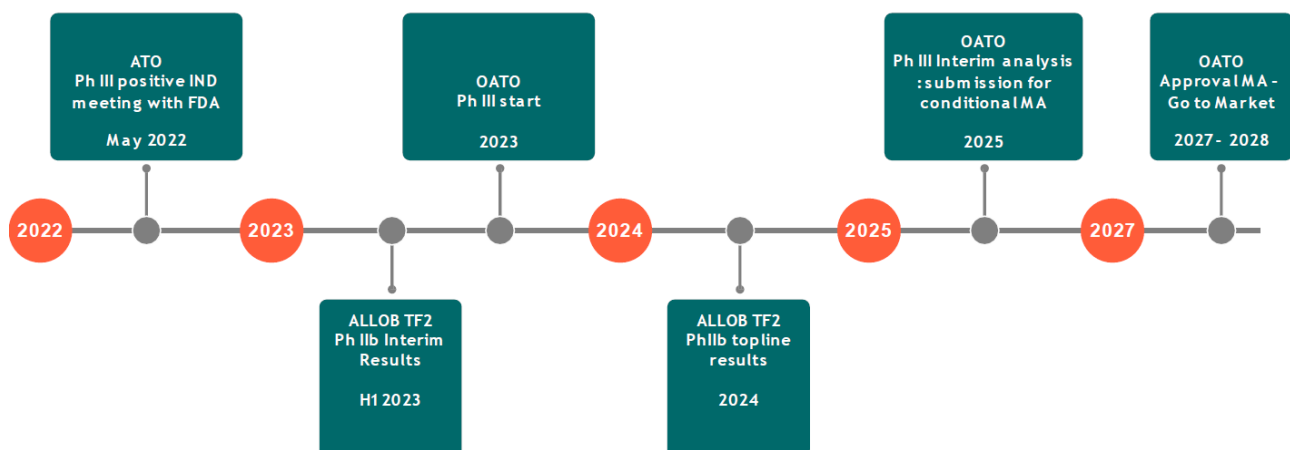 ATO
Ph III positive IND
meeting with FDA
May 2022
OATO
Ph III start
2023
OATO
Ph III Interim analysis
:submission for
conditional MA
2025
OATO
Approval MA –
Go to Market
2027- 2028
2022
2023
2024
2025
2027
ALLOB TF2
Ph IIb Interim
Results
H1 2023
ALLOB TF2
PhIIb topline
results
2024